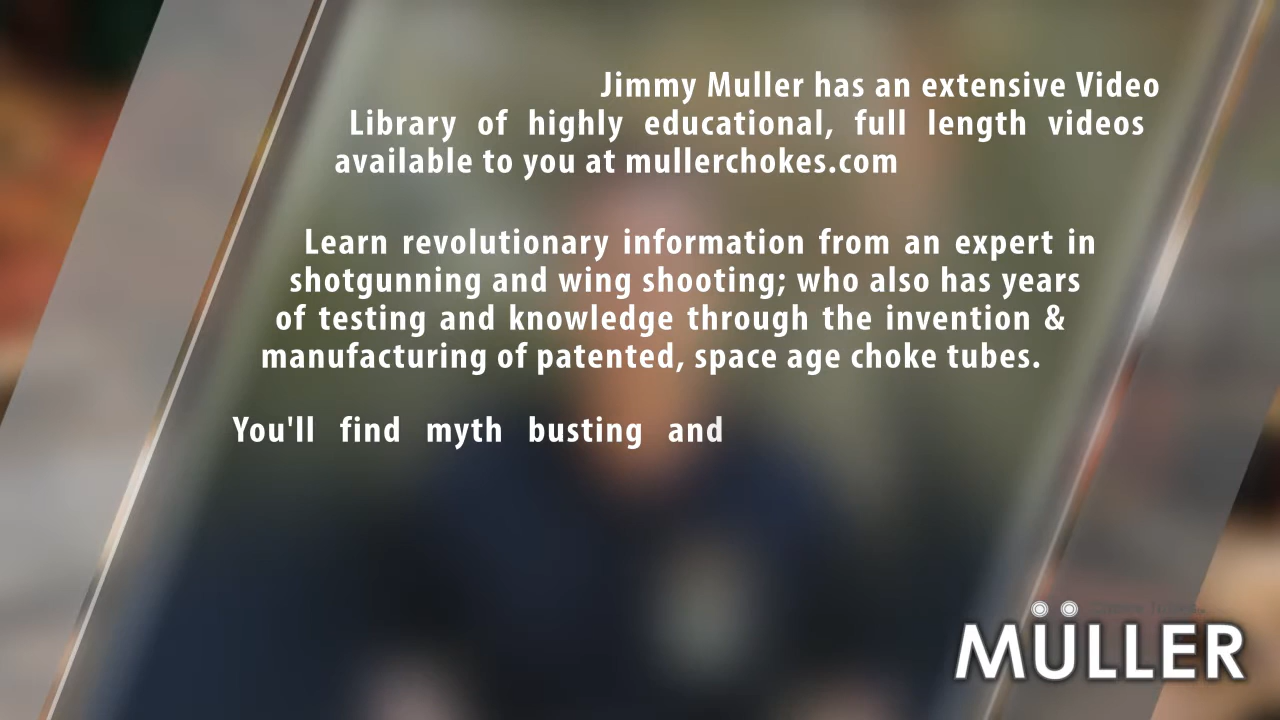 Jimmy Muller has an extensive Video
Library of highly educational, full length videos
available to you at mullerchokes.com
Learn revolutionary information from an expert in
shotgunning and wing shooting; who also has years
of testing and knowledge through the invention &
manufacturing of patented, space age choke tubes.
You'll find myth busting and
MÜLLER